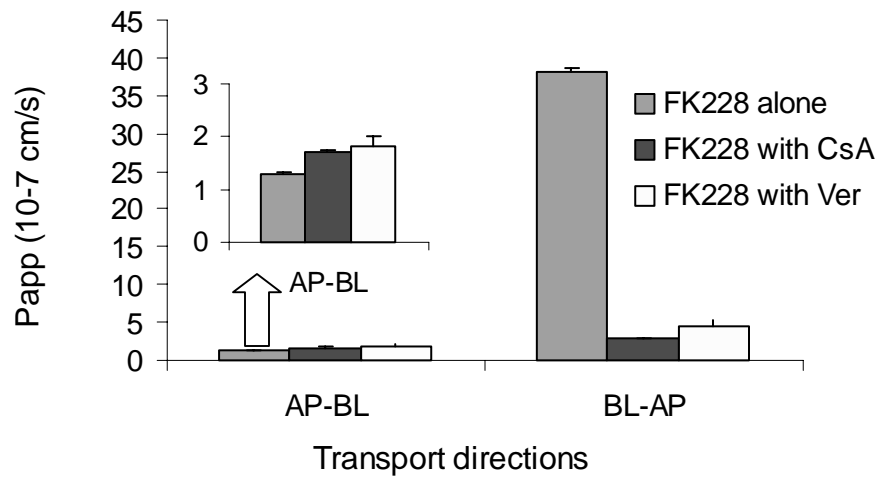 45
40
35
30
25
20
15
10
5
0
Papp (10-7 cm/s)
3
2
1
0
AP-BL
FK228 alone
FK228 with CsA
FK228 with Ver
AP-BL
BL-AP
Transport directions